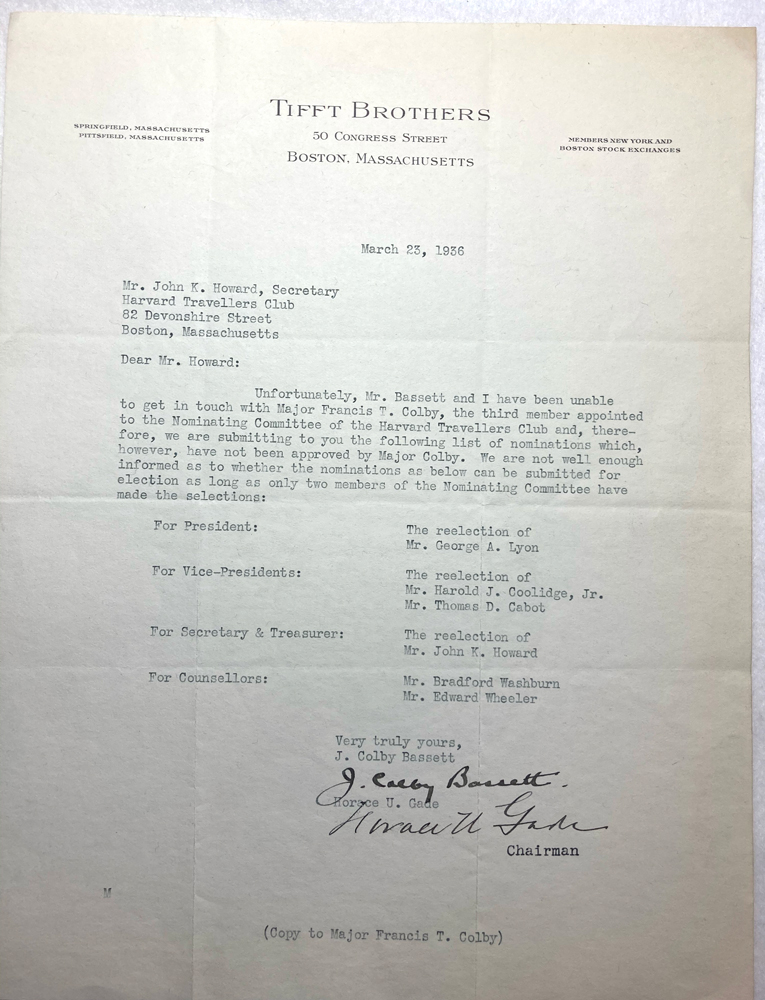 TIFFT BROTHERS
50 CONGRESS STREET
BOSTON, MASSACHUSETTS
SPRINGFIELD, MASSACHUSETTS
PITTSFIELD, MASSACHUSETTS
MEMBERS NEW YORK AND
BOSTON STOCK EXCHANGES
March 23, 1936
Mr. John K. Howard, Secretary
Harvard Travellers Club
82 Devonshire Street
Boston, Massachusetts
Dear Mr. Howard:
Unfortunately, Mr. Bassett and I have been unable
to get in touch with Major Francis T. Colby, the third member appointed
to the Nominating Committee of the Harvard Travellers Club and, there-
fore, we are submitting to you the following list of nominations which,
however, have not been approved by Major Colby. We are not well enough
informed as to whether the nominations as below can be submitted for
election as long as only two members of the Nominating Committee have
made the selections:
For President: The reelection of
Mr. George A. Lyon
For Vice-Presidents: The reelection of
Mr. Harold J. Coolidge, Jr.
Mr. Thomas D. Cabot
For Secretary & Treasurer: The reelection of
Mr. John K. Howard
For Counsellors: Mr. Bradford Washburn
Mr. Edward Wheeler
Very truly yours,
J. Colby Bassett
J. Colby Bassett.
Horace U. Gade
Horace U Gade
Chairman
M
(Copy to Major Francis T. Colby)